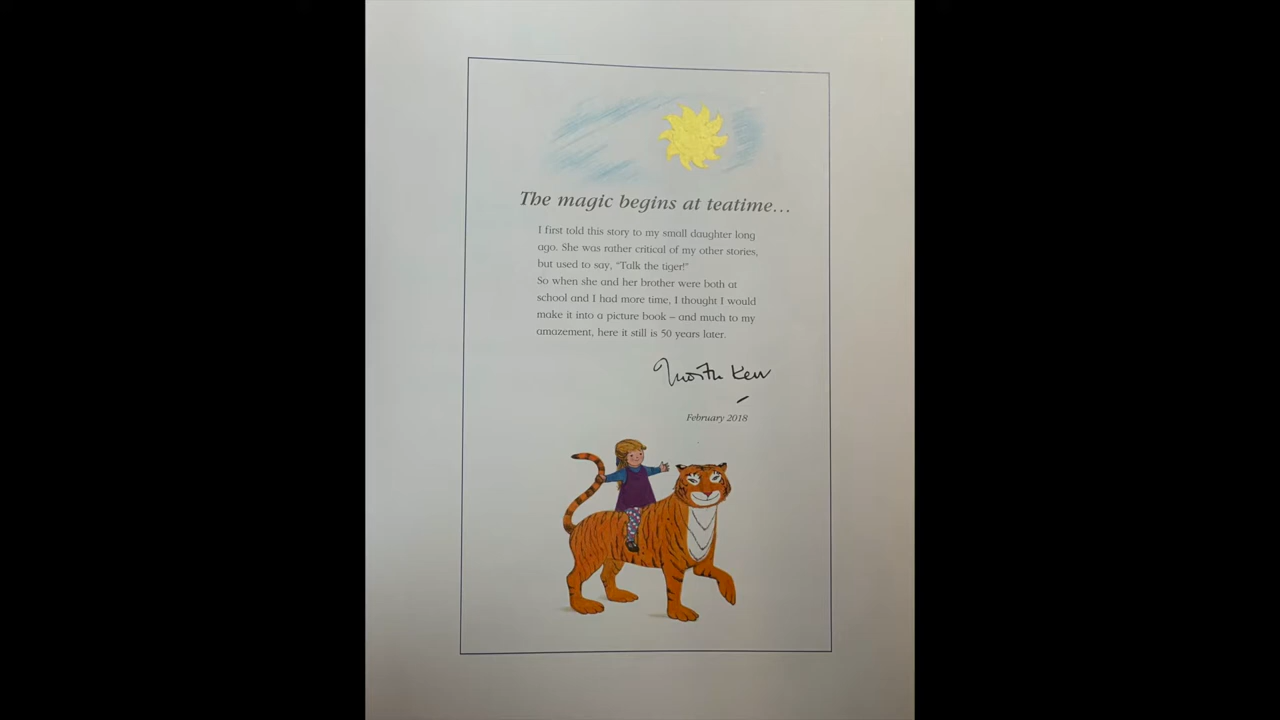 The magic begins at teatime…
I first told this story to my small daughter long
ago. She was rather critical of my other stories,
but used to say, “Talk the tiger!”
So when she and her brother were both at
school and I had more time, I thought I would
make it into a picture book – and much to my
amazement, here it still is 50 years later.
Judith Kerr
February 2018